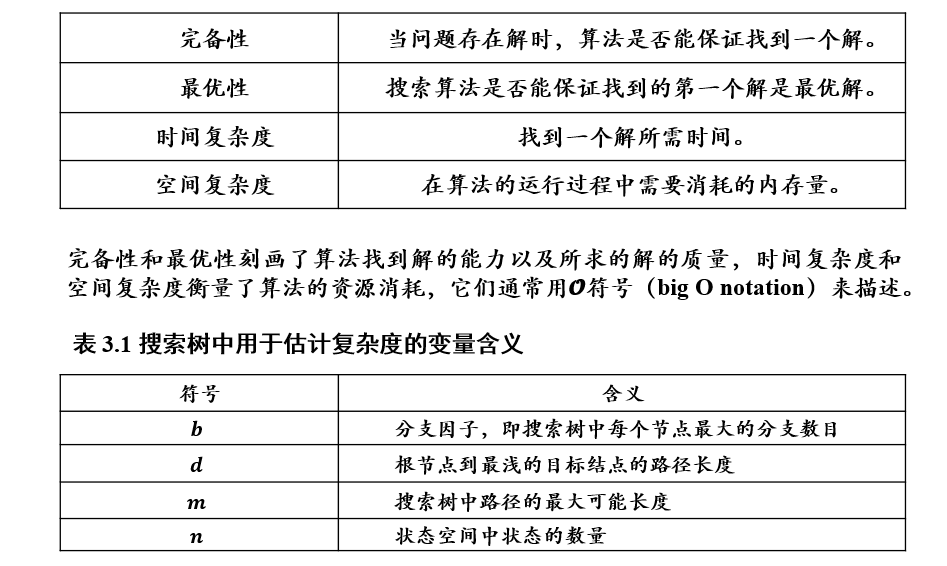 完备性 当问题存在解时，算法是否能保证找到一个解。
最优性 搜索算法是否能保证找到的第一个解是最优解。
时间复杂度 找到一个解所需时间。
空间复杂度 在算法的运行过程中需要消耗的内存量。
完备性和最优性刻画了算法找到解的能力以及所求的解的质量，时间复杂度和
空间复杂度衡量了算法的资源消耗，它们通常用𝓞符号（big O notation）来描述。
表 3.1 搜索树中用于估计复杂度的变量含义
符号 含义
b 分支因子，即搜索树中每个节点最大的分支数目
d 根节点到最浅的目标结点的路径长度
m 搜索树中路径的最大可能长度
n 状态空间中状态的数量